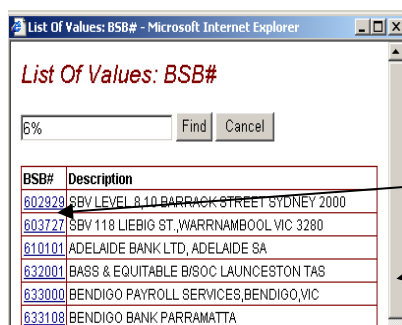 List Of Values: BSB# - Microsoft Internet Explorer
List Of Values: BSB#
6% Find Cancel
BSB# Description
602929 SBV LEVEL 8,10 BARRACK STREET SYDNEY 2000
603727 SBV 118 LIEBIG ST.,WARRNAMBOOL VIC 3280
610101 ADELAIDE BANK LTD, ADELAIDE SA
632001 BASS & EQUITABLE B/SOC LAUNCESTON TAS
633000 BENDIGO PAYROLL SERVICES,BENDIGO,VIC
633108 BENDIGO BANK PARRAMATTA